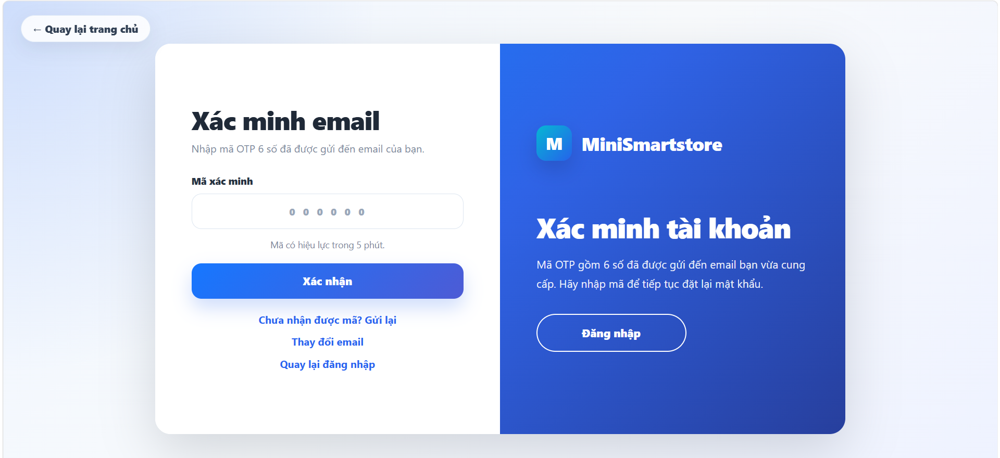 ← Quay lại trang chủ
Xác minh email
Nhập mã OTP 6 số đã được gửi đến email của bạn.
Mã xác minh
0 0 0 0 0 0
Mã có hiệu lực trong 5 phút.
Xác nhận
Chưa nhận được mã? Gửi lại
Thay đổi email
Quay lại đăng nhập
M MiniSmartstore
Xác minh tài khoản
Mã OTP gồm 6 số đã được gửi đến email bạn vừa cung
cấp. Hãy nhập mã để tiếp tục đặt lại mật khẩu.
Đăng nhập